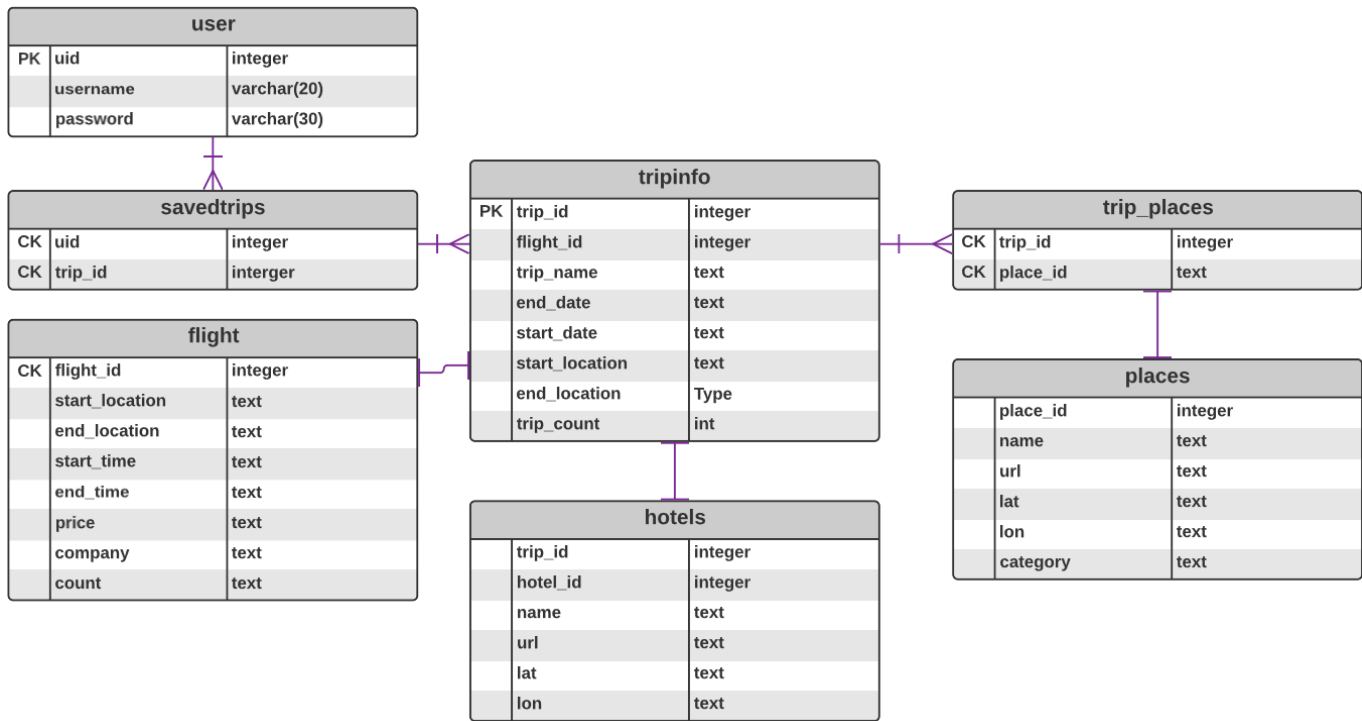 user
PK uid integer
username varchar(20)
password varchar(30)
savedtrips
CK uid integer
CK trip_id interger
flight
CK flight_id integer
start_location text
end_location text
start_time text
end_time text
price text
company text
count text
tripinfo
PK trip_id integer
flight_id integer
trip_name text
end_date text
start_date text
start_location text
end_location Type
trip_count int
hotels
trip_id integer
hotel_id integer
name text
url text
lat text
lon text
trip_places
CK trip_id integer
CK place_id text
places
place_id integer
name text
url text
lat text
lon text
category text